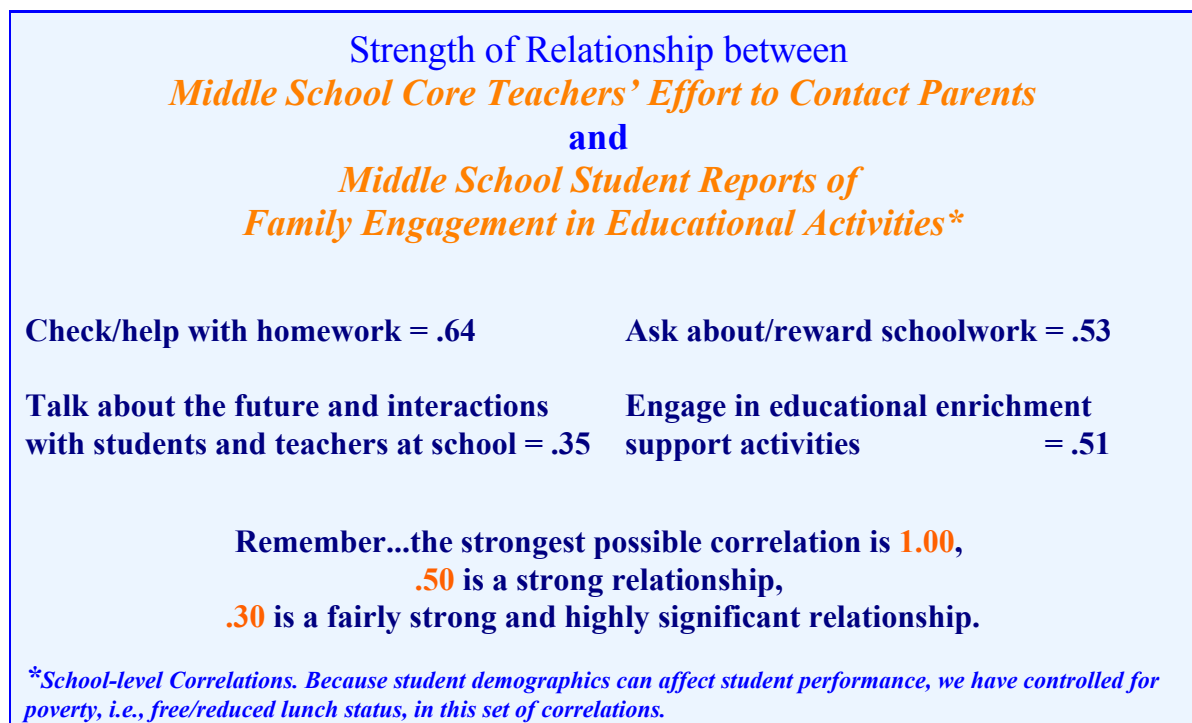 Strength of Relationship between
Middle School Core Teachers’ Effort to Contact Parents
and
Middle School Student Reports of
Family Engagement in Educational Activities*
Check/help with homework = .64
Ask about/reward schoolwork = .53
Talk about the future and interactions
with students and teachers at school = .35
Engage in educational enrichment
support activities = .51
Remember...the strongest possible correlation is 1.00,
.50 is a strong relationship,
.30 is a fairly strong and highly significant relationship.
*School-level Correlations. Because student demographics can affect student performance, we have controlled for
poverty, i.e., free/reduced lunch status, in this set of correlations.